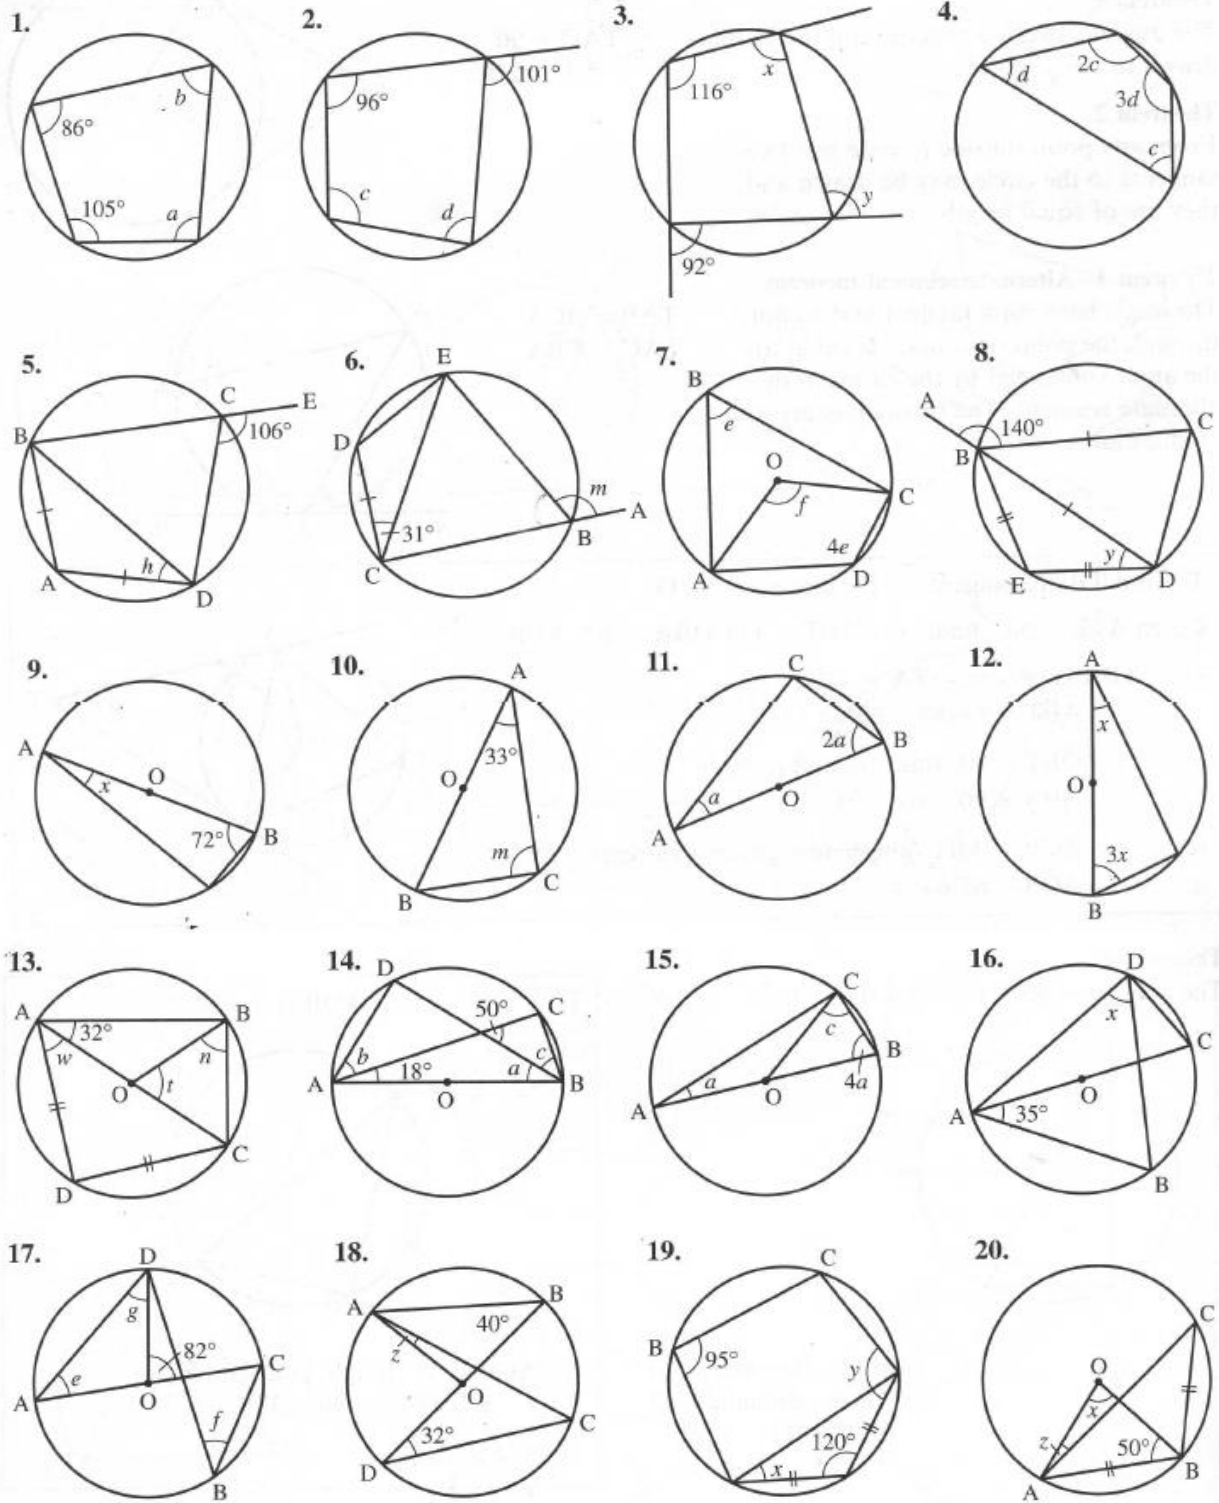 1.
b
86°
105°
a
2.
101°
96°
c
d
3.
x
116°
y
92°
4.
d
2c
3d
c
5.
C
E
106°
B
h
A
D
6.
E
D
m
A
31°
B
C
7.
B
e
O
f
C
4e
A
D
8.
A
140°
C
B
y
E
D
9.
A
x
O
72°
B
10.
A
33°
O
m
B
C
11.
C
2a
B
a
O
A
12.
A
x
O
3x
B
13.
A
B
32°
w
n
O
t
C
D
14.
D
50°
C
b
c
18°
a
A
O
B
15.
C
c
B
4a
a
O
A
16.
D
x
C
O
A
35°
B
17.
D
g
82°
C
e
A
O
f
B
18.
A
B
40°
z
O
C
32°
D
19.
C
B
95°
y
120°
x
20.
C
O
x
z
50°
A
B